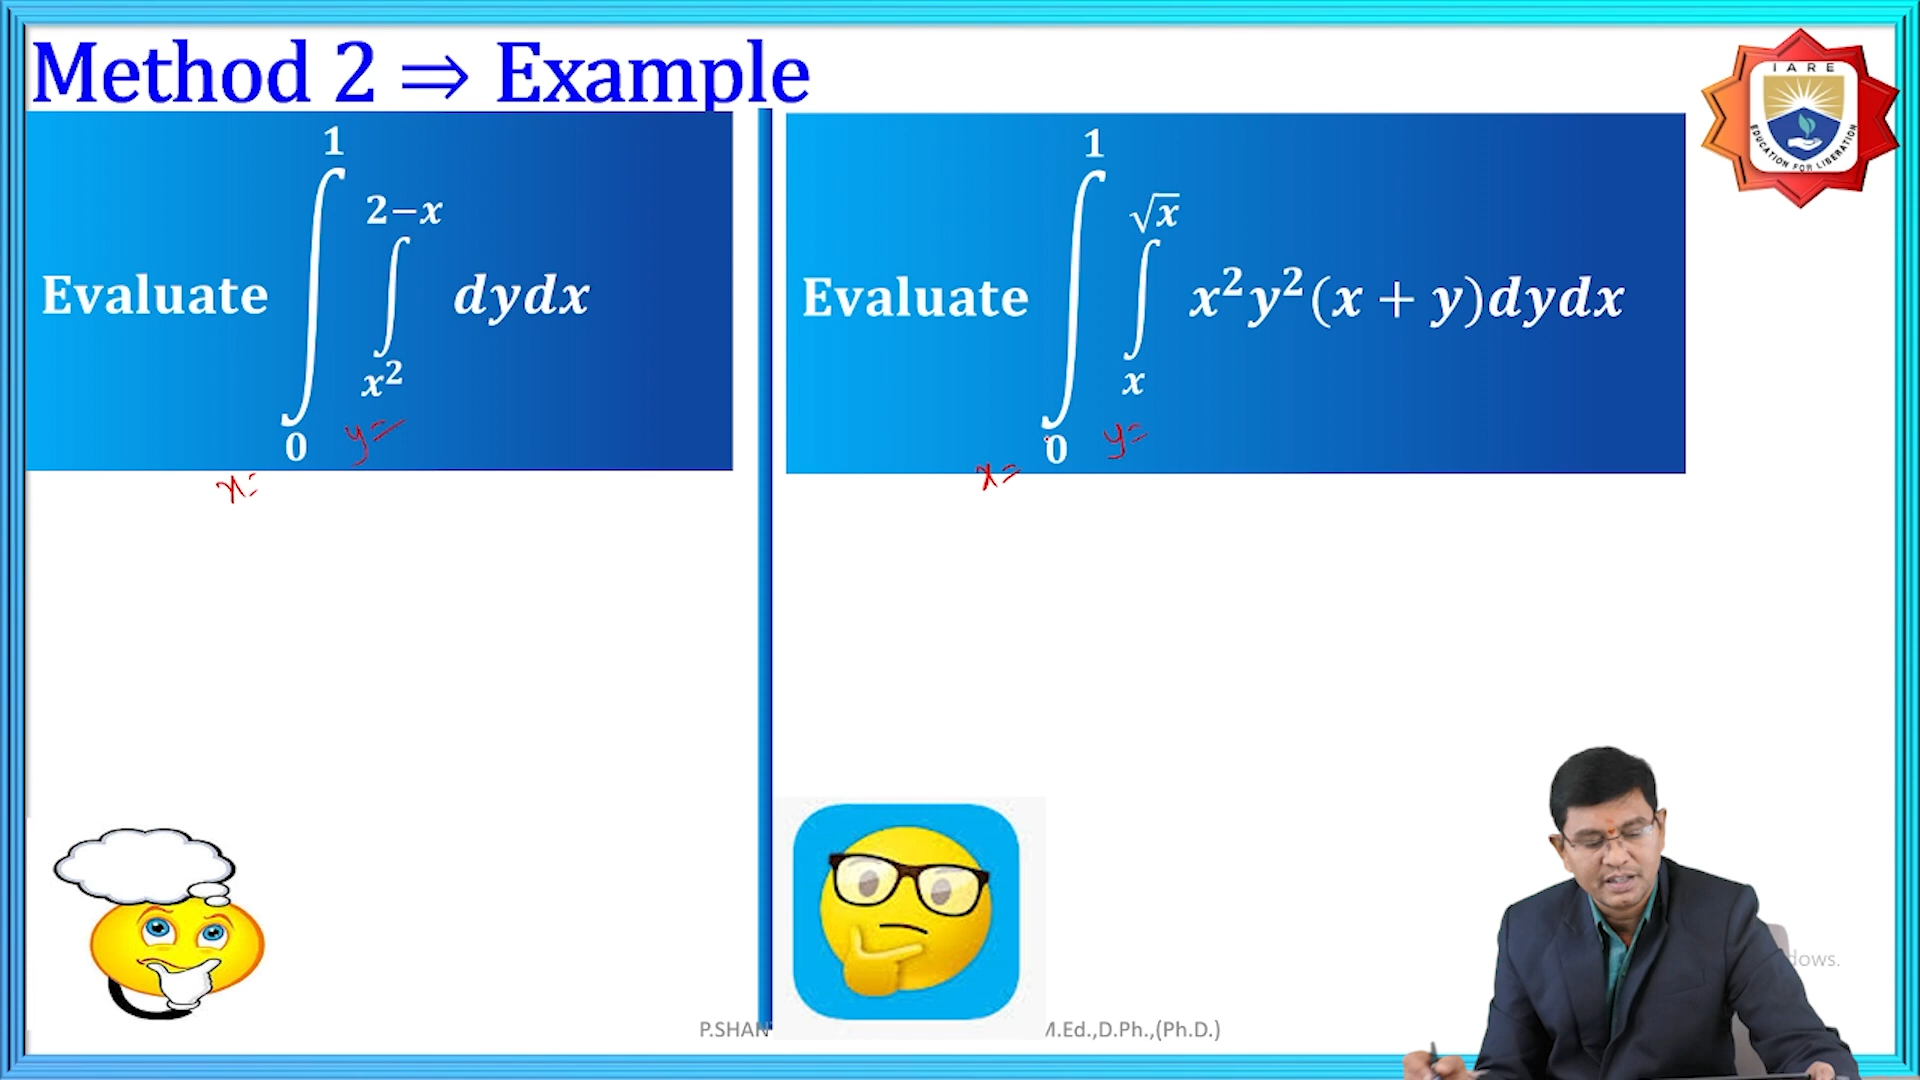 Method 2 ⇒ Example
IARE
EDUCATION FOR LIBERATION
Evaluate ∫₀¹ ∫_{x²}^{2−x} dydx
y=
x=
Evaluate ∫₀¹ ∫_{x}^{√x} x²y²(x + y)dydx
y=
x=
dows.
P.SHAN M.Ed.,D.Ph.,(Ph.D.)